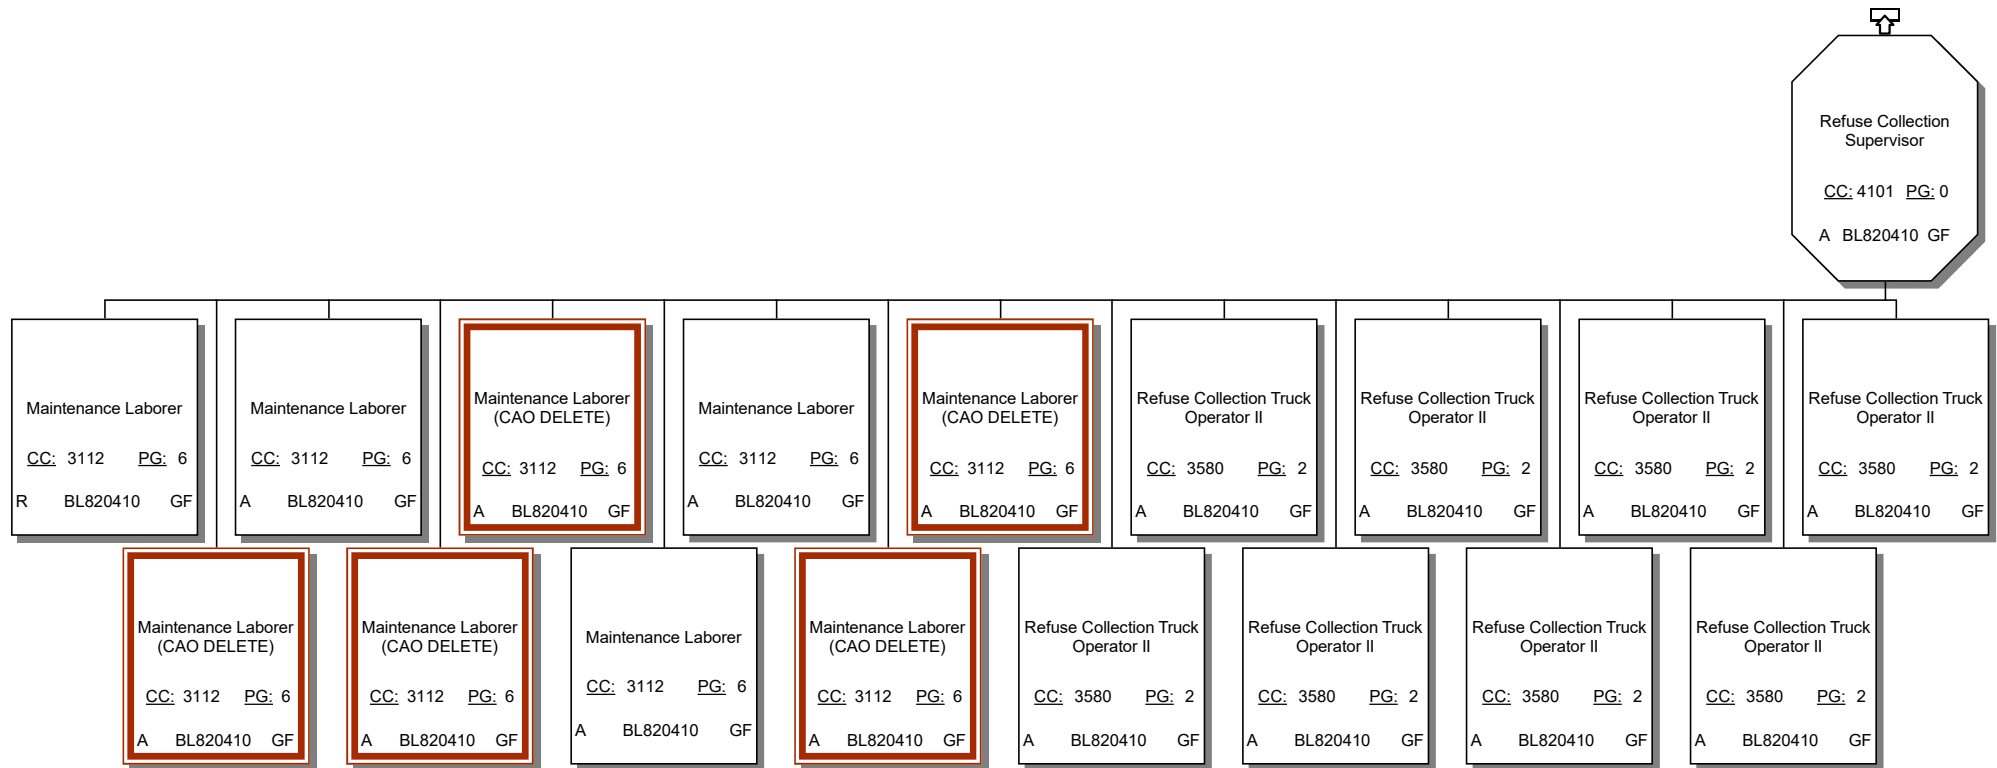 Refuse Collection
Supervisor
CC: 4101 PG: 0
A BL820410 GF
Maintenance Laborer
CC: 3112 PG: 6
R BL820410 GF
Maintenance Laborer
CC: 3112 PG: 6
A BL820410 GF
Maintenance Laborer
(CAO DELETE)
CC: 3112 PG: 6
A BL820410 GF
Maintenance Laborer
CC: 3112 PG: 6
A BL820410 GF
Maintenance Laborer
(CAO DELETE)
CC: 3112 PG: 6
A BL820410 GF
Refuse Collection Truck
Operator II
CC: 3580 PG: 2
A BL820410 GF
Refuse Collection Truck
Operator II
CC: 3580 PG: 2
A BL820410 GF
Refuse Collection Truck
Operator II
CC: 3580 PG: 2
A BL820410 GF
Refuse Collection Truck
Operator II
CC: 3580 PG: 2
A BL820410 GF
Maintenance Laborer
(CAO DELETE)
CC: 3112 PG: 6
A BL820410 GF
Maintenance Laborer
(CAO DELETE)
CC: 3112 PG: 6
A BL820410 GF
Maintenance Laborer
CC: 3112 PG: 6
A BL820410 GF
Maintenance Laborer
(CAO DELETE)
CC: 3112 PG: 6
A BL820410 GF
Refuse Collection Truck
Operator II
CC: 3580 PG: 2
A BL820410 GF
Refuse Collection Truck
Operator II
CC: 3580 PG: 2
A BL820410 GF
Refuse Collection Truck
Operator II
CC: 3580 PG: 2
A BL820410 GF
Refuse Collection Truck
Operator II
CC: 3580 PG: 2
A BL820410 GF